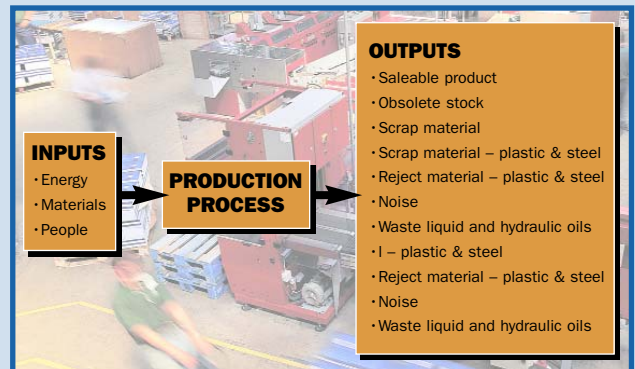 INPUTS
· Energy
· Materials
· People
PRODUCTION
PROCESS
OUTPUTS
· Saleable product
· Obsolete stock
· Scrap material
· Scrap material – plastic & steel
· Reject material – plastic & steel
· Noise
· Waste liquid and hydraulic oils
· I – plastic & steel
· Reject material – plastic & steel
· Noise
· Waste liquid and hydraulic oils